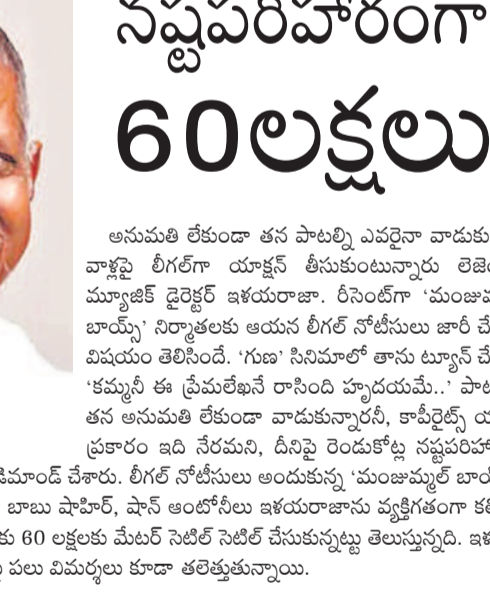 నష్టపరిహారంగా
60లక్షలు
అనుమతి లేకుండా తన పాటల్ని ఎవరైనా వాడుకు
వాళ్లపై లీగల్‌గా యాక్షన్ తీసుకుంటున్నారు లెజెం
మ్యూజిక్ డైరెక్టర్ ఇళయరాజా. రీసెంట్‌గా ‘మంజుమ
బాయ్స్’ నిర్మాతలకు ఆయన లీగల్ నోటీసులు జారీ చే
విషయం తెలిసిందే. ‘గుణ’ సినిమాలో తాను ట్యూన్ చే
‘కమ్మనీ ఈ ప్రేమలేఖనే రాసింది హృదయమే..’ పాట
తన అనుమతి లేకుండా వాడుకున్నారనీ, కాపీరైట్స్ య
ప్రకారం ఇది నేరమని, దీనిపై రెండుకోట్ల నష్టపరిహా
డిమాండ్ చేశారు. లీగల్ నోటీసులు అందుకున్న ‘మంజుమ్మల్ బాయ్
బాబు షాహిర్, షాన్ ఆంటోనీలు ఇళయరాజాను వ్యక్తిగతంగా కలి
కు 60 లక్షలకు మేటర్ సెటిల్ సెటిల్ చేసుకున్నట్టు తెలుస్తున్నది. ఇళ
పలు విమర్శలు కూడా తలెత్తుతున్నాయి.